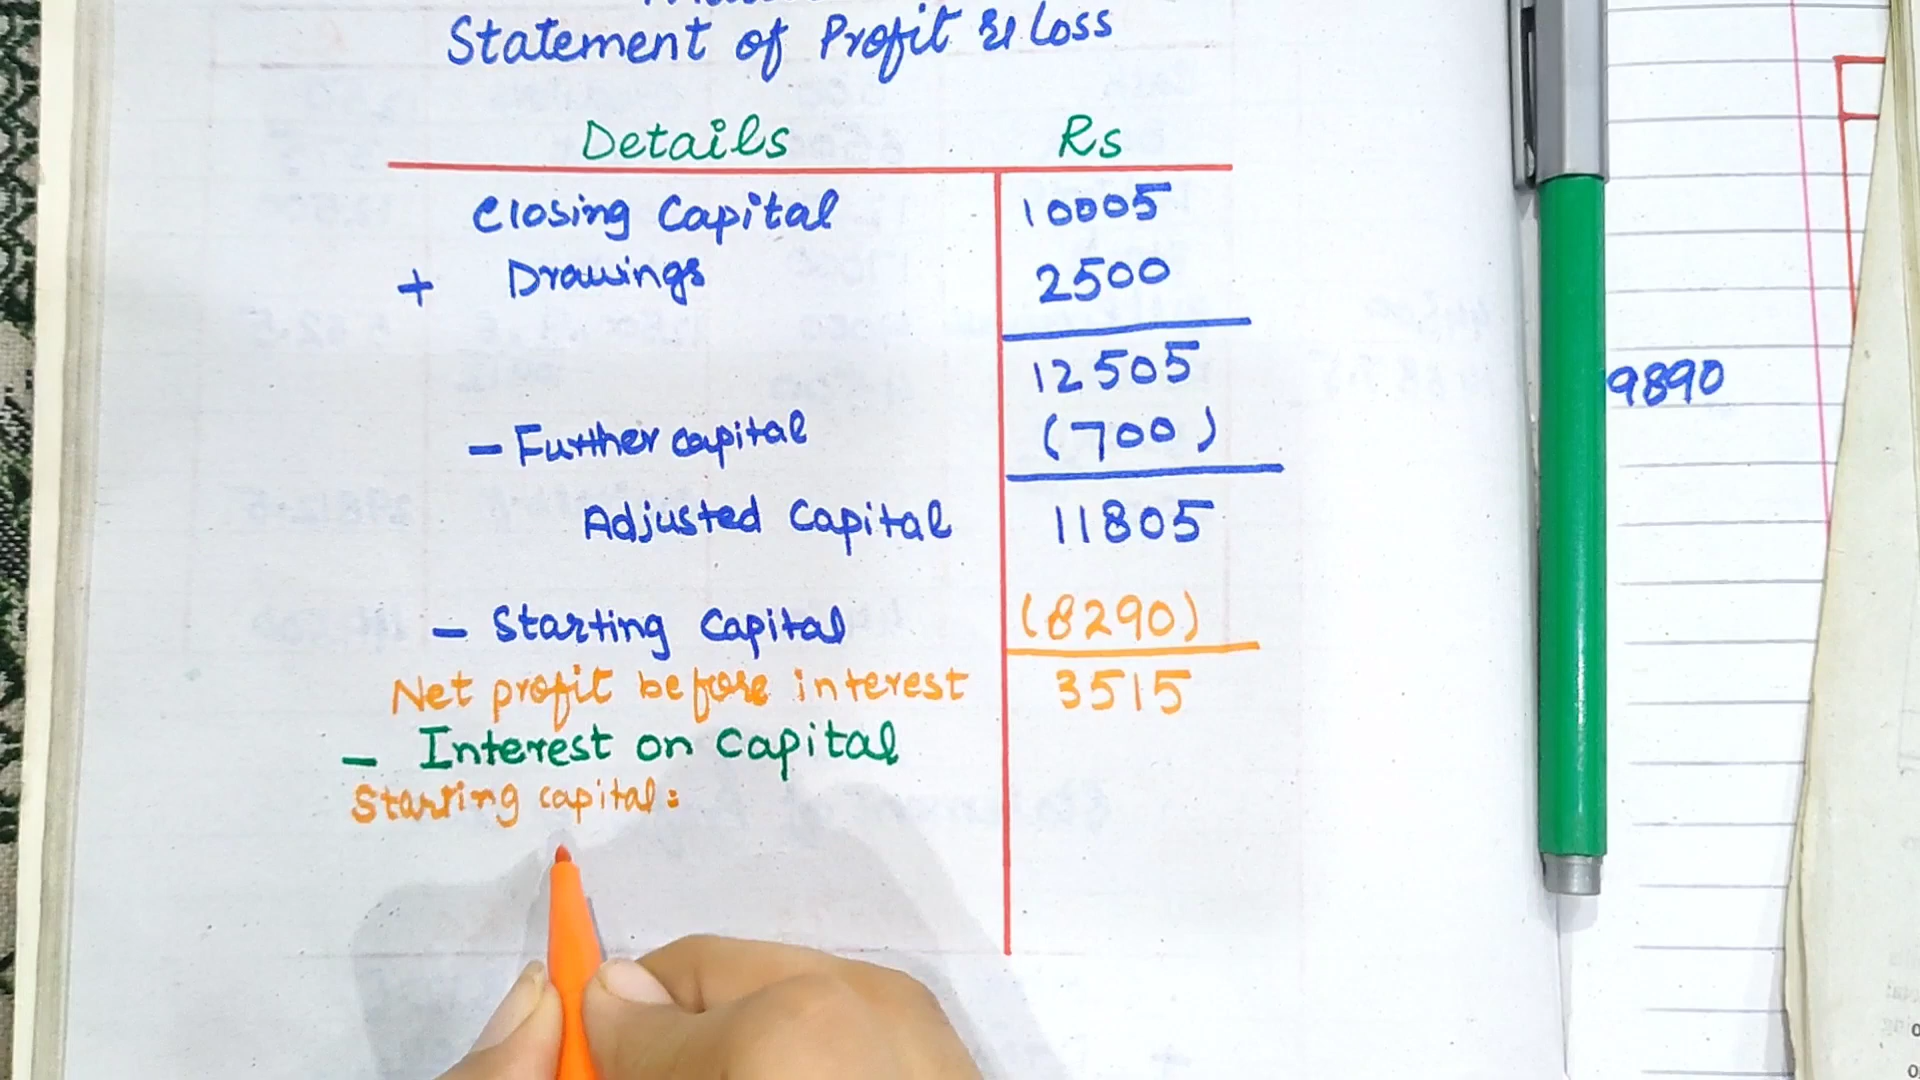 Statement of Profit & Loss
Details Rs
Closing Capital 10005
+ Drawings 2500
12505
- Further capital (700)
Adjusted Capital 11805
- Starting Capital (8290)
Net profit before interest 3515
- Interest on Capital
Starting capital:
9890